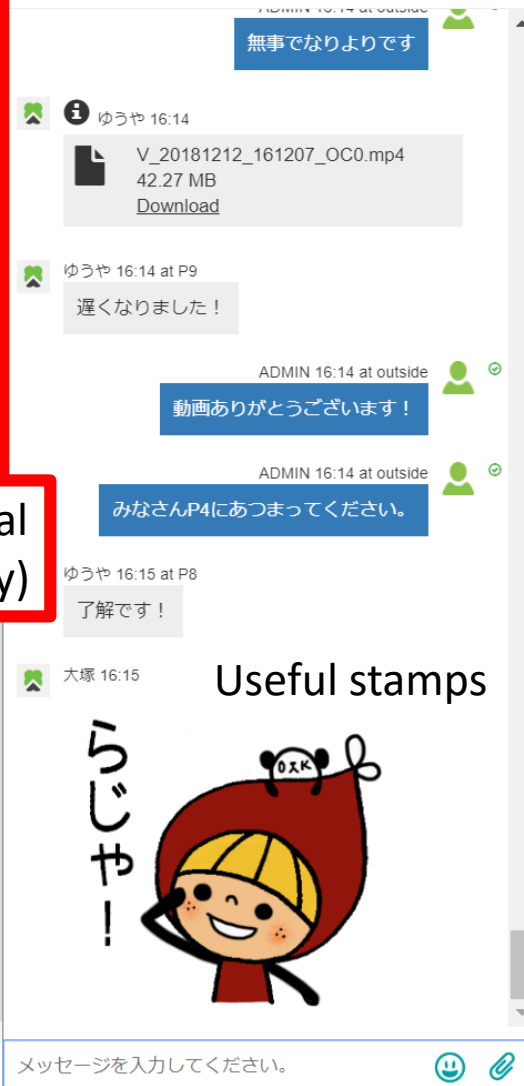 ADMIN 16:14 at outside
無事でなりよりです
ゆうや 16:14
V_20181212_161207_OC0.mp4
42.27 MB
Download
ゆうや 16:14 at P9
遅くなりました！
ADMIN 16:14 at outside
動画ありがとうございます！
ADMIN 16:14 at outside
みなさんP4にあつまってください。
al
y)
ゆうや 16:15 at P8
了解です！
大塚 16:15
Useful stamps
らじゃ！
OZK
メッセージを入力してください。